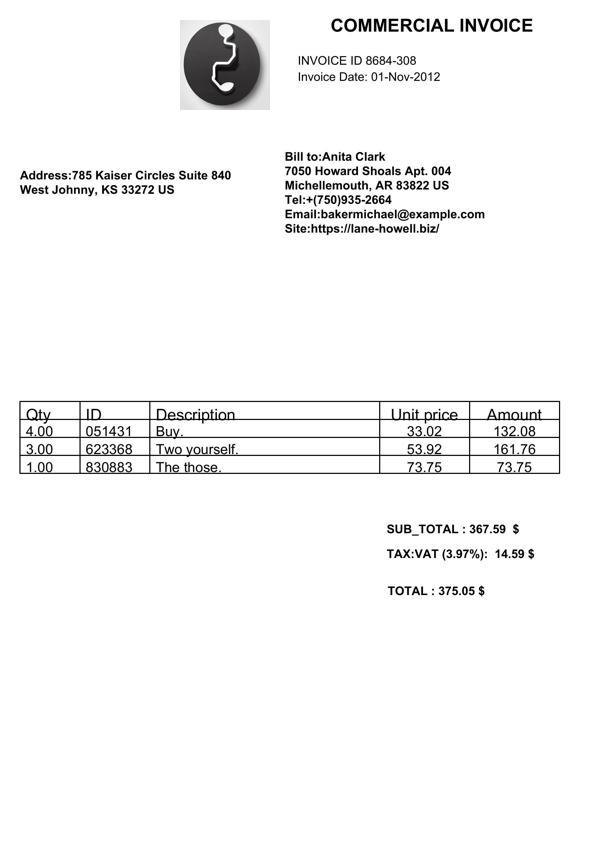 COMMERCIAL INVOICE
INVOICE ID 8684-308
Invoice Date: 01-Nov-2012
Address:785 Kaiser Circles Suite 840
West Johnny, KS 33272 US
Bill to:Anita Clark
7050 Howard Shoals Apt. 004
Michellemouth, AR 83822 US
Tel:+(750)935-2664
Email:bakermichael@example.com
Site:https://lane-howell.biz/
Qty ID Description Unit price Amount
4.00 051431 Buy. 33.02 132.08
3.00 623368 Two yourself. 53.92 161.76
1.00 830883 The those. 73.75 73.75
SUB_TOTAL : 367.59 $
TAX:VAT (3.97%): 14.59 $
TOTAL : 375.05 $